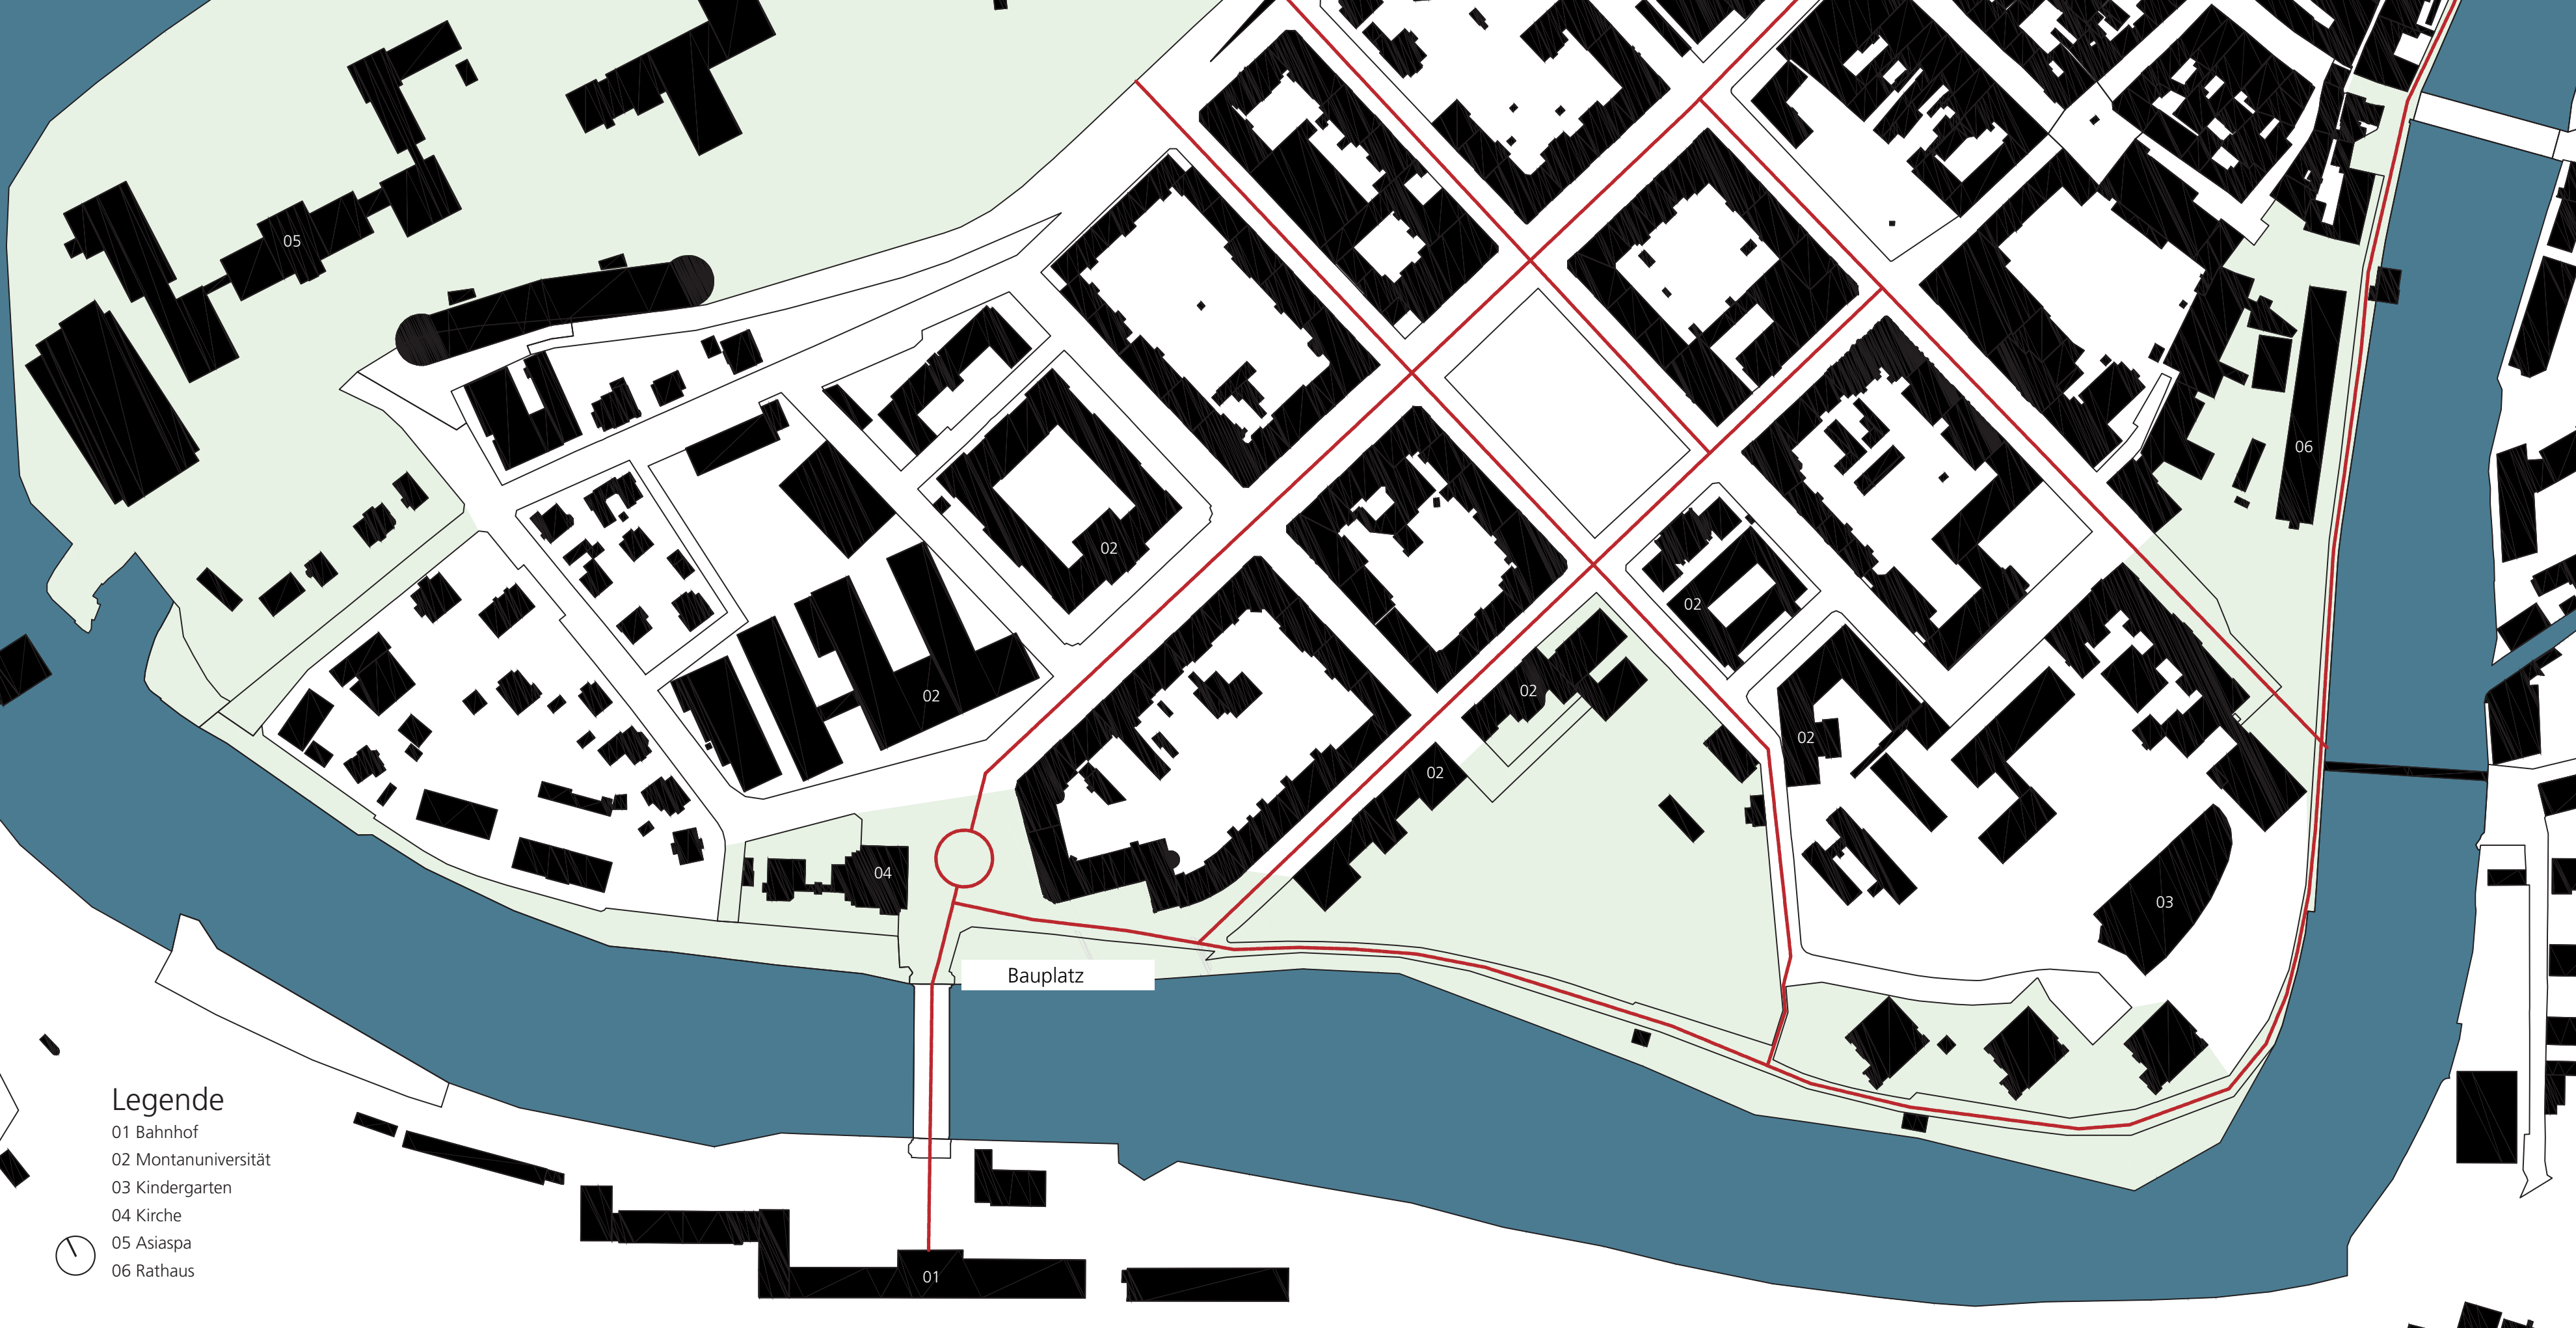 05
06
02
02
02
02
02
02
04
03
Bauplatz
Legende
01 Bahnhof
02 Montanuniversität
03 Kindergarten
04 Kirche
05 Asiaspa
06 Rathaus
01